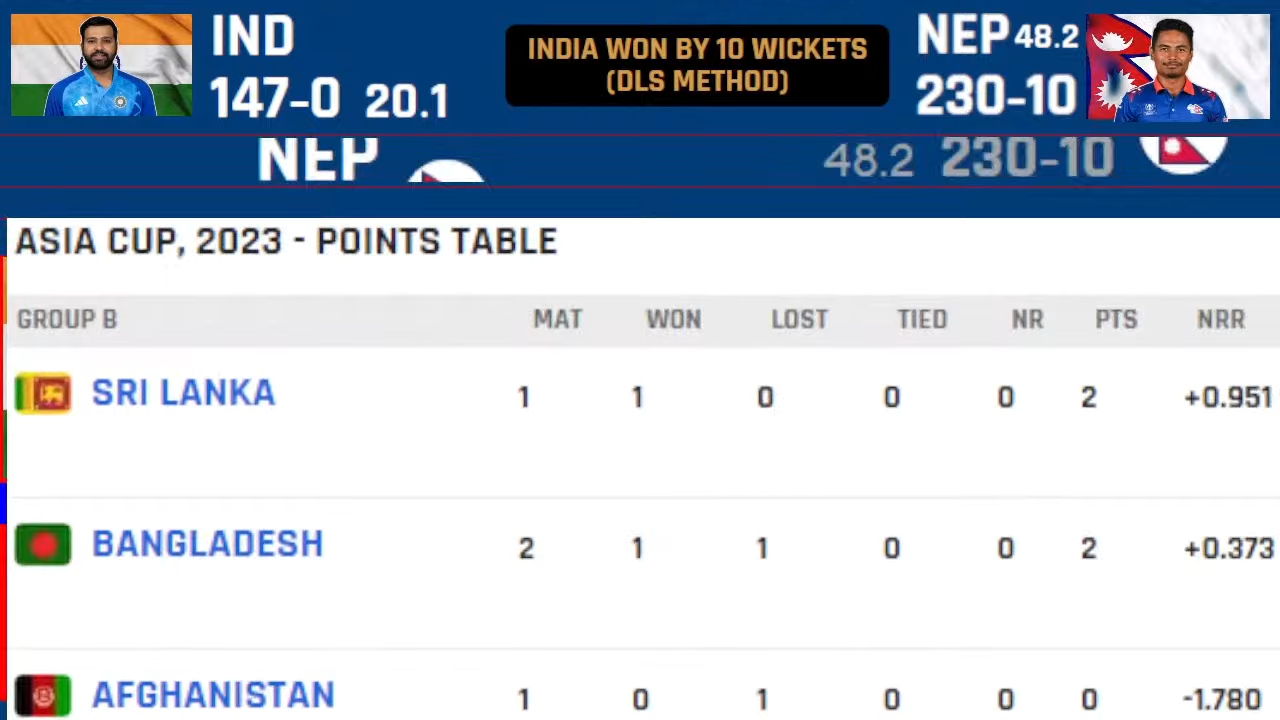 IND
147-0 20.1
INDIA WON BY 10 WICKETS
(DLS METHOD)
NEP 48.2
230-10
NEP
48.2 230-10
ASIA CUP, 2023 - POINTS TABLE
GROUP B MAT WON LOST TIED NR PTS NRR
SRI LANKA 1 1 0 0 0 2 +0.951
BANGLADESH 2 1 1 0 0 2 +0.373
AFGHANISTAN 1 0 1 0 0 0 -1.780